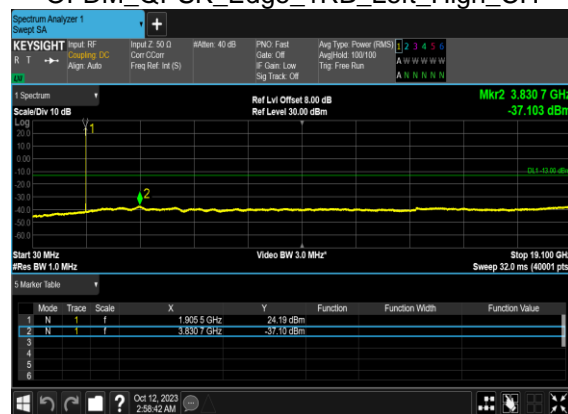 Spectrum Analyzer 1
Swept SA
+
KEYSIGHT Input: RF Input Z: 50 Ω #Atten: 40 dB PNO: Fast Avg Type: Power (RMS) 1 2 3 4 5 6
R T Coupling: DC Corr CCorr Gate: Off Avg|Hold: 100/100 A W W W W W
Align: Auto Freq Ref: Int (S) IF Gain: Low Trig: Free Run
LM Sig Track: Off A N N N N N
1 Spectrum Ref Lvl Offset 8.00 dB Mkr2 3.830 7 GHz
Scale/Div 10 dB Ref Level 30.00 dBm -37.103 dBm
Log 1
20.0
10.0
0.00
-10.0 DL1 -13.00 dBm
-20.0
-30.0 2
-40.0
-50.0
-60.0
Start 30 MHz Video BW 3.0 MHz* Stop 19.100 GHz
#Res BW 1.0 MHz Sweep 32.0 ms (40001 pts
5 Marker Table
Mode Trace Scale X Y Function Function Width Function Value
1 N 1 f 1.905 5 GHz 24.19 dBm
2 N 1 f 3.830 7 GHz -37.10 dBm
3
4
5
6
? Oct 12, 2023
2:58:42 AM